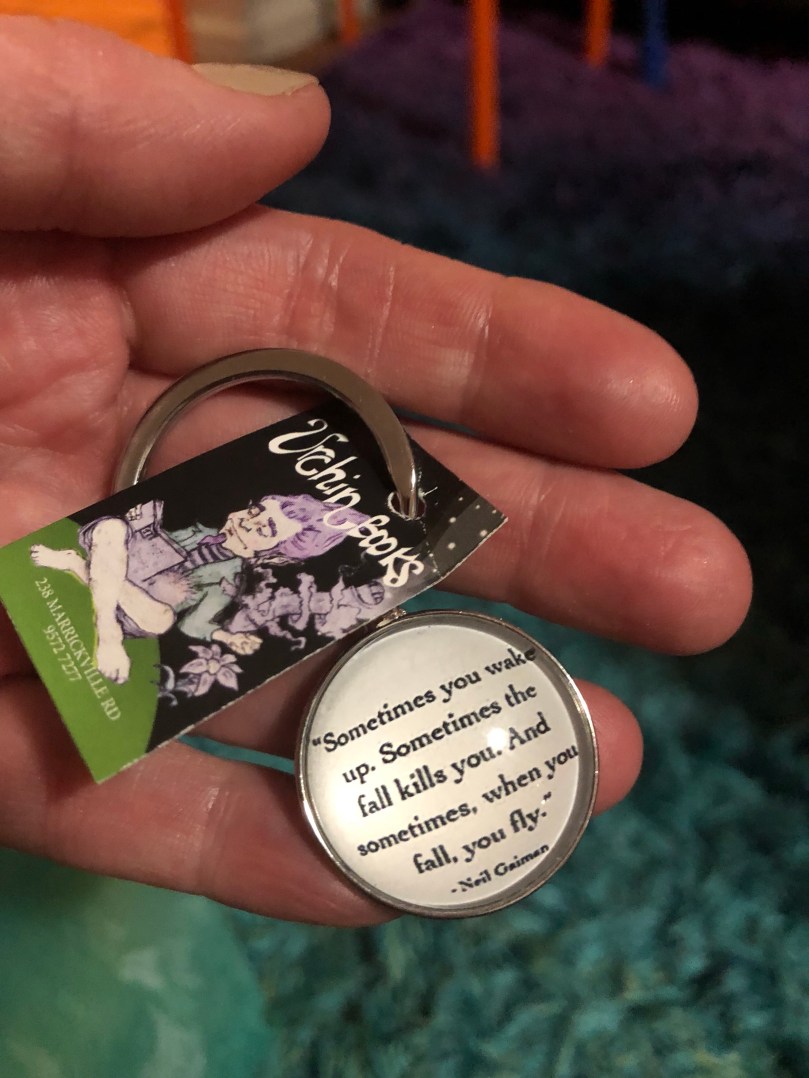 Urchin Books
238 MARRICKVILLE RD
9572 7277
“Sometimes you wake
up. Sometimes the
fall kills you. And
sometimes, when you
fall, you fly.”
- Neil Gaiman